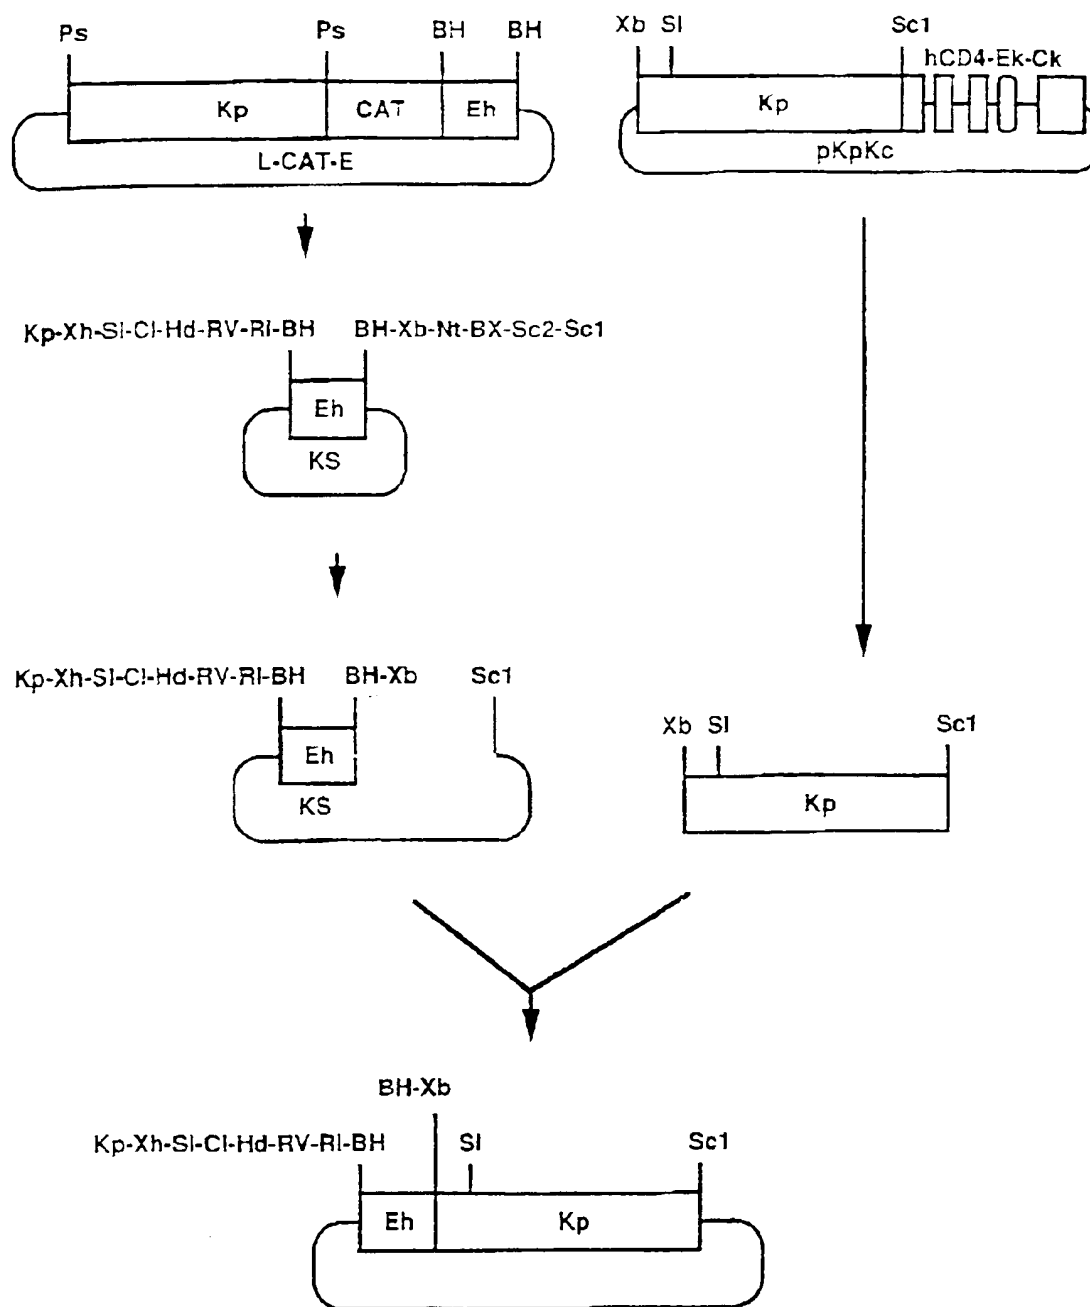 Ps Ps BH BH
Kp CAT Eh
L-CAT-E
Xb Sl Sc1
hCD4-Ek-Ck
Kp
pKpKc
Kp-Xh-Sl-Cl-Hd-RV-RI-BH BH-Xb-Nt-BX-Sc2-Sc1
Eh
KS
Kp-Xh-Sl-Cl-Hd-RV-RI-BH BH-Xb Sc1
Eh
KS
Xb Sl Sc1
Kp
BH-Xb
Kp-Xh-Sl-Cl-Hd-RV-RI-BH Sl Sc1
Eh Kp